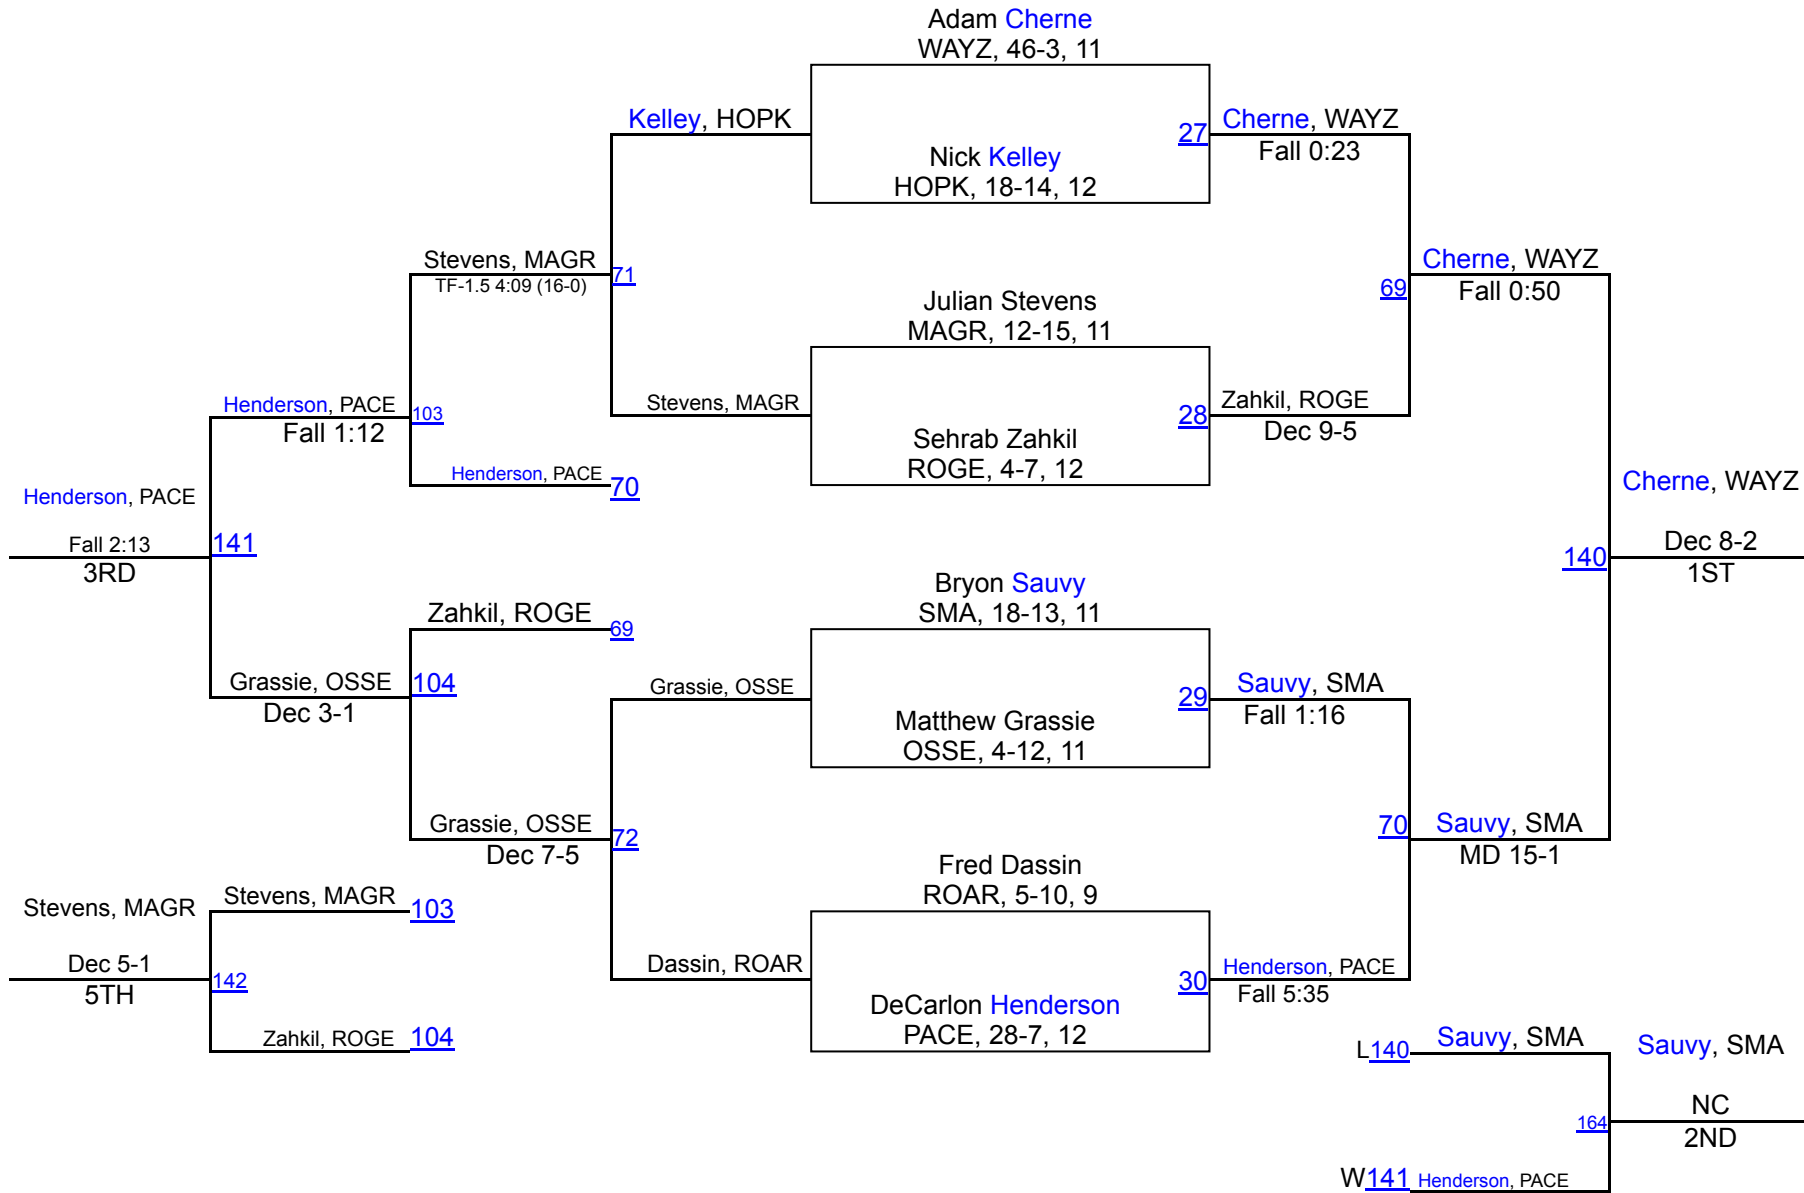 Adam Cherne
WAYZ, 46-3, 11
Kelley, HOPK
27
Cherne, WAYZ
Fall 0:23
Nick Kelley
HOPK, 18-14, 12
Stevens, MAGR
TF-1.5 4:09 (16-0)
71
Cherne, WAYZ
Fall 0:50
69
Julian Stevens
MAGR, 12-15, 11
Henderson, PACE
Fall 1:12
103
Stevens, MAGR
28
Zahkil, ROGE
Dec 9-5
Sehrab Zahkil
ROGE, 4-7, 12
Henderson, PACE
70
Henderson, PACE
Fall 2:13
3RD
141
Cherne, WAYZ
140
Dec 8-2
1ST
Bryon Sauvy
SMA, 18-13, 11
Zahkil, ROGE
69
Grassie, OSSE
Dec 3-1
104
Grassie, OSSE
29
Sauvy, SMA
Fall 1:16
Matthew Grassie
OSSE, 4-12, 11
Grassie, OSSE
Dec 7-5
72
70
Sauvy, SMA
MD 15-1
Fred Dassin
ROAR, 5-10, 9
Stevens, MAGR
Stevens, MAGR
103
Dec 5-1
5TH
142
Dassin, ROAR
30
Henderson, PACE
Fall 5:35
DeCarlon Henderson
PACE, 28-7, 12
Zahkil, ROGE
104
L140
Sauvy, SMA
Sauvy, SMA
164
NC
2ND
W141
Henderson, PACE